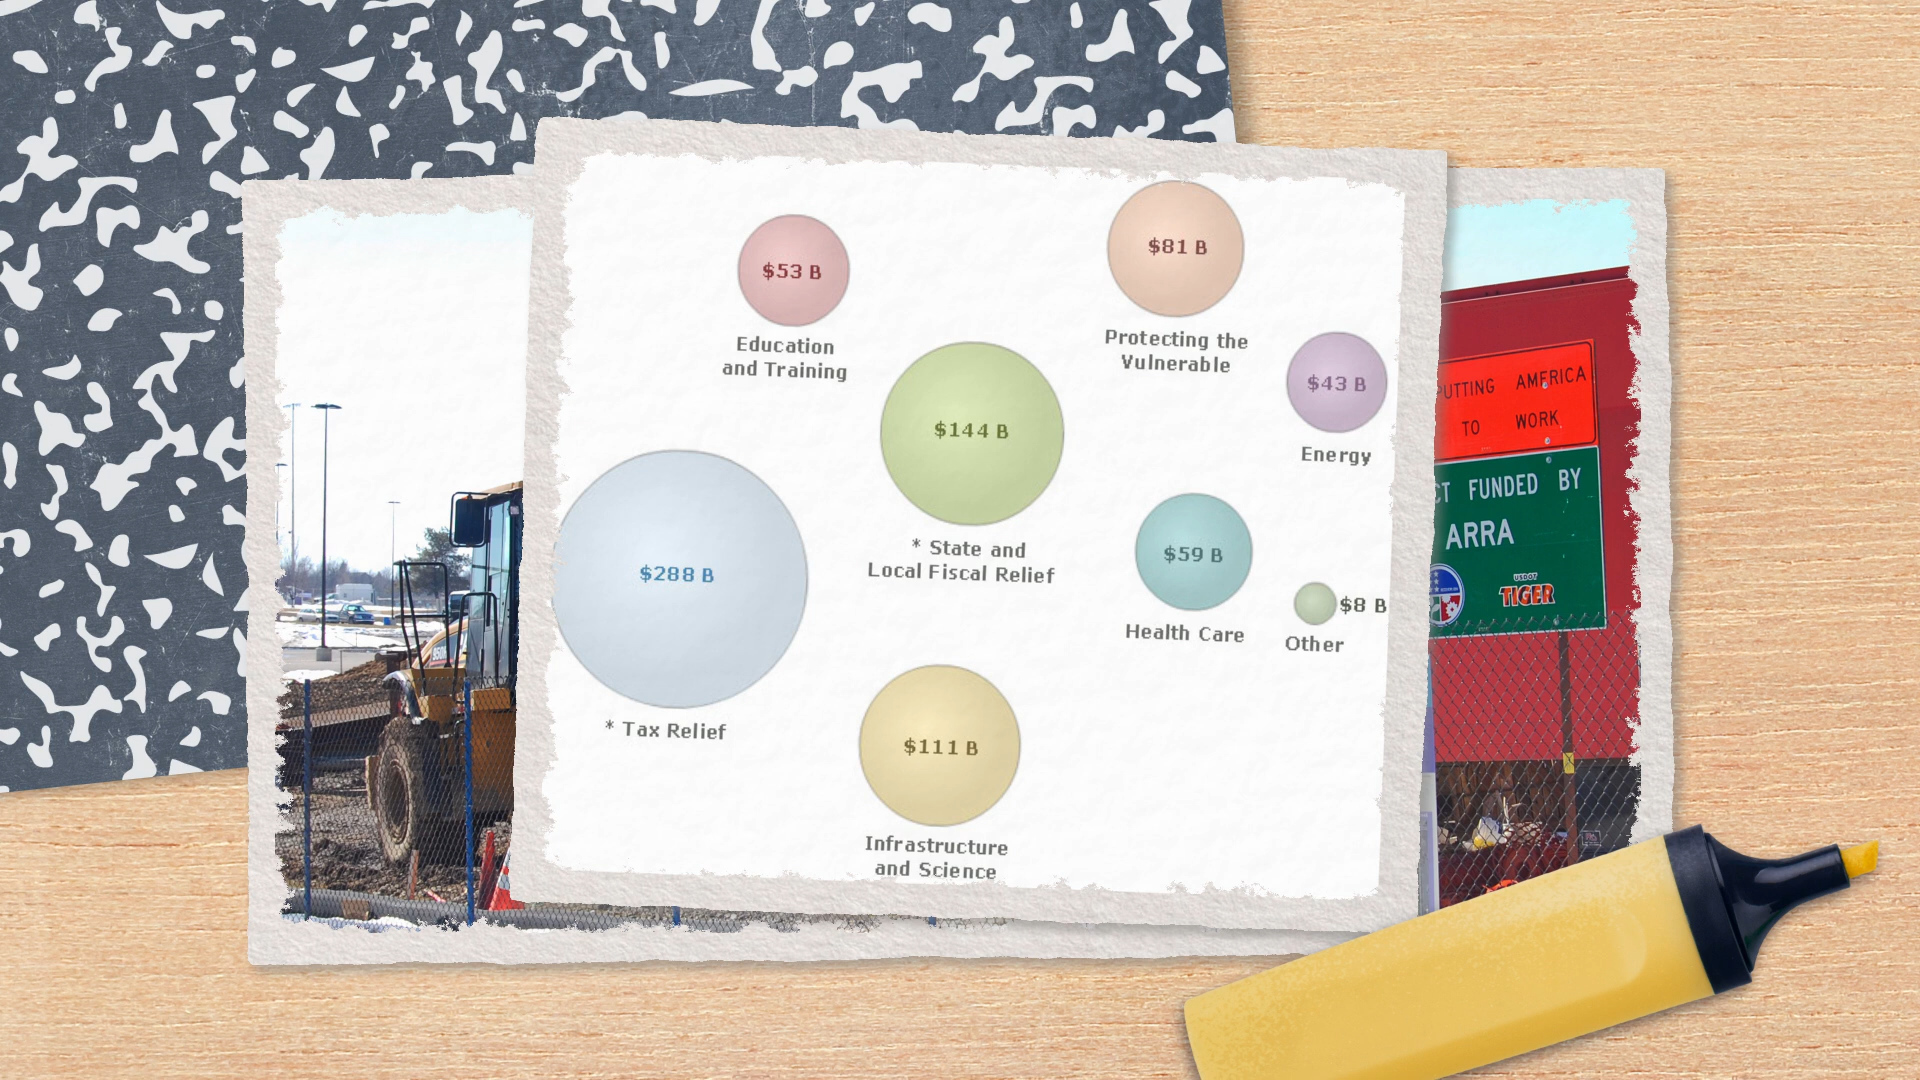 $53 B
Education
and Training
$81 B
Protecting the
Vulnerable
$43 B
Energy
$144 B
* State and
Local Fiscal Relief
$288 B
* Tax Relief
$59 B
Health Care
$8 B
Other
$111 B
Infrastructure
and Science
AMERICA
TO WORK
FUNDED BY
ARRA
USDOT
TIGER